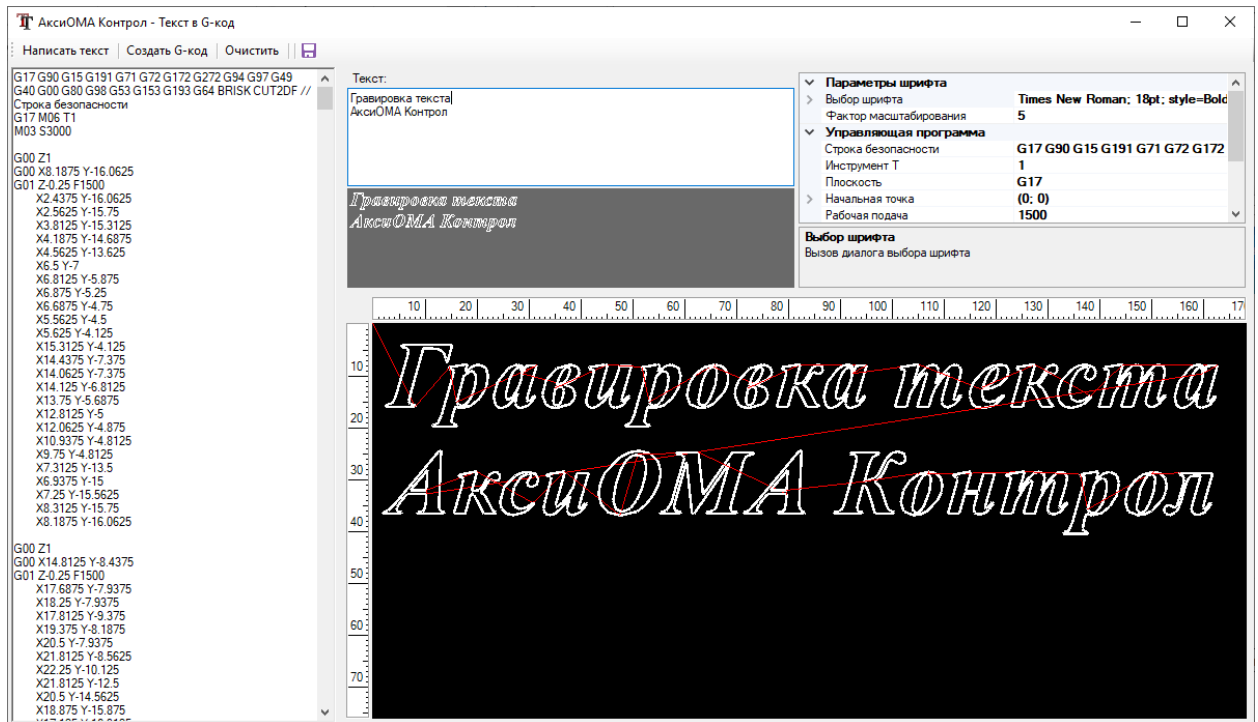 АксиОМА Контрол - Текст в G-код
Написать текст Создать G-код Очистить
G17 G90 G15 G191 G71 G72 G172 G272 G94 G97 G49
G40 G00 G80 G98 G53 G153 G193 G64 BRISK CUT2DF //
Строка безопасности
G17 M06 T1
M03 S3000
G00 Z1
G00 X8.1875 Y-16.0625
G01 Z-0.25 F1500
X2.4375 Y-16.0625
X2.5625 Y-15.75
X3.8125 Y-15.3125
X4.1875 Y-14.6875
X4.5625 Y-13.625
X6.5 Y-7
X6.8125 Y-5.875
X6.875 Y-5.25
X6.6875 Y-4.75
X5.5625 Y-4.5
X5.625 Y-4.125
X15.3125 Y-4.125
X14.4375 Y-7.375
X14.0625 Y-7.375
X14.125 Y-6.8125
X13.75 Y-5.6875
X12.8125 Y-5
X12.0625 Y-4.875
X10.9375 Y-4.8125
X9.75 Y-4.8125
X7.3125 Y-13.5
X6.9375 Y-15
X7.25 Y-15.5625
X8.3125 Y-15.75
X8.1875 Y-16.0625
G00 Z1
G00 X14.8125 Y-8.4375
G01 Z-0.25 F1500
X17.6875 Y-7.9375
X18.25 Y-7.9375
X17.8125 Y-9.375
X19.375 Y-8.1875
X20.5 Y-7.9375
X21.8125 Y-8.5625
X22.25 Y-10.125
X21.8125 Y-12.5
X20.5 Y-14.5625
X18.875 Y-15.875
Текст:
Гравировка текста
АксиОМА Контрол
Гравировка текста
АксиОМА Контрол
Параметры шрифта
Выбор шрифта Times New Roman; 18pt; style=Bold
Фактор масштабирования 5
Управляющая программа
Строка безопасности G17 G90 G15 G191 G71 G72 G172
Инструмент Т 1
Плоскость G17
Начальная точка (0; 0)
Рабочая подача 1500
Выбор шрифта
Вызов диалога выбора шрифта
10 20 30 40 50 60 70 80 90 100 110 120 130 140 150 160 17
10
20
30
40
50
60
70
Гравировка текста
АксиОМА Контрол